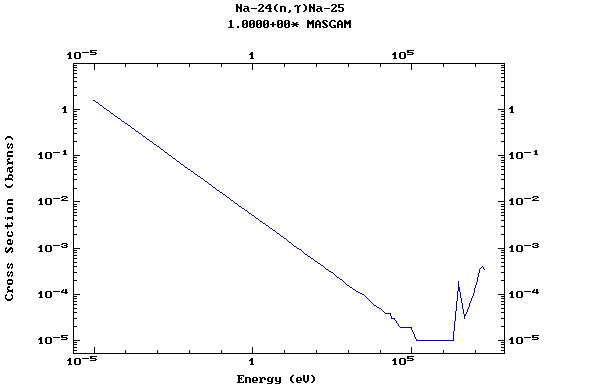 Na-24(n,γ)Na-25
1.0000+00* MASGAM
10⁻⁵ 1 10⁵
1 1
10⁻¹ 10⁻¹
10⁻² 10⁻²
10⁻³ 10⁻³
10⁻⁴ 10⁻⁴
10⁻⁵ 10⁻⁵
Cross Section (barns)
10⁻⁵ 1 10⁵
Energy (eV)